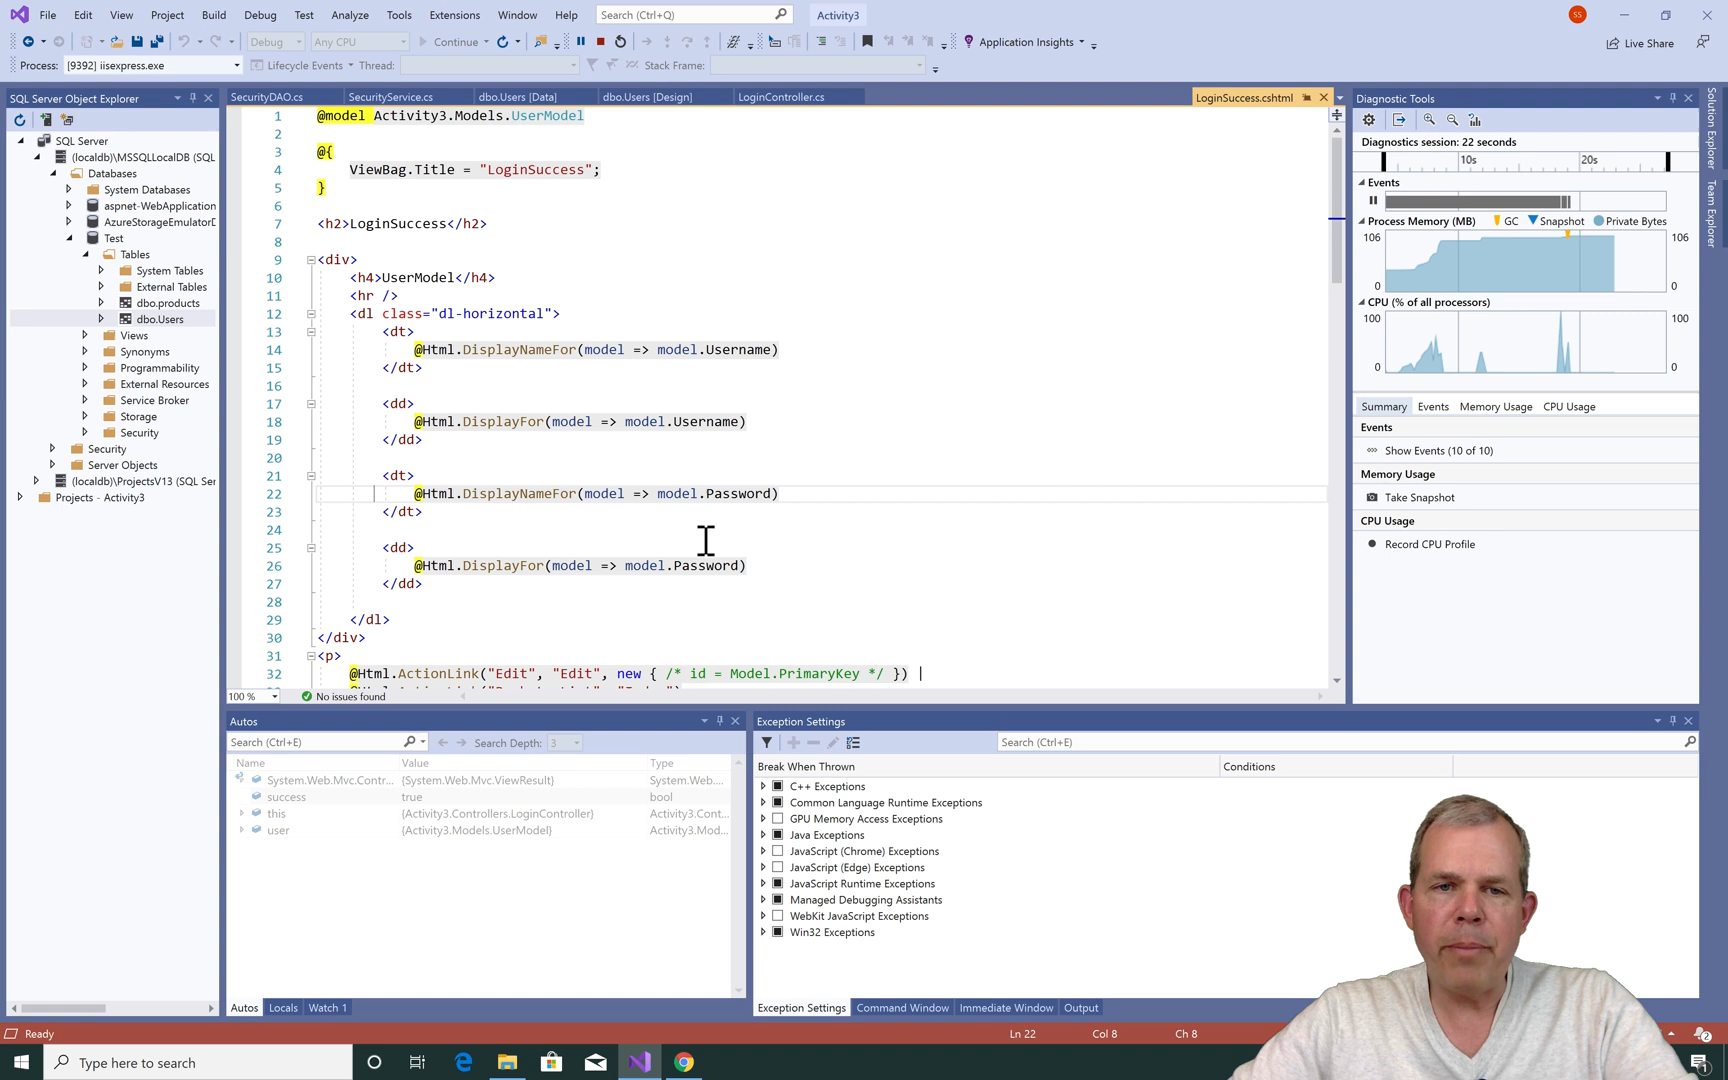 File Edit View Project Build Debug Test Analyze Tools Extensions Window Help Search (Ctrl+Q) Activity3 SS
Debug Any CPU Continue Application Insights Live Share
Process: [9392] iisexpress.exe Lifecycle Events Thread: Stack Frame:
SQL Server Object Explorer
SQL Server
(localdb)\MSSQLLocalDB (SQL
Databases
System Databases
aspnet-WebApplication
AzureStorageEmulatorD
Test
Tables
System Tables
External Tables
dbo.products
dbo.Users
Views
Synonyms
Programmability
External Resources
Service Broker
Storage
Security
Security
Server Objects
(localdb)\ProjectsV13 (SQL Ser
Projects - Activity3
SecurityDAO.cs SecurityService.cs dbo.Users [Data] dbo.Users [Design] LoginController.cs LoginSuccess.cshtml
1 @model Activity3.Models.UserModel
2
3 @{
4 ViewBag.Title = "LoginSuccess";
5 }
6
7 <h2>LoginSuccess</h2>
8
9 <div>
10 <h4>UserModel</h4>
11 <hr />
12 <dl class="dl-horizontal">
13 <dt>
14 @Html.DisplayNameFor(model => model.Username)
15 </dt>
16
17 <dd>
18 @Html.DisplayFor(model => model.Username)
19 </dd>
20
21 <dt>
22 @Html.DisplayNameFor(model => model.Password)
23 </dt>
24
25 <dd>
26 @Html.DisplayFor(model => model.Password)
27 </dd>
28
29 </dl>
30 </div>
31 <p>
32 @Html.ActionLink("Edit", "Edit", new { /* id = Model.PrimaryKey */ }) |
100 % No issues found
Diagnostic Tools
Diagnostics session: 22 seconds
10s 20s
Events
Process Memory (MB) GC Snapshot Private Bytes
106 106
0 0
CPU (% of all processors)
100 100
0 0
Summary Events Memory Usage CPU Usage
Events
Show Events (10 of 10)
Memory Usage
Take Snapshot
CPU Usage
Record CPU Profile
Solution Explorer
Team Explorer
Autos
Search (Ctrl+E) Search Depth: 3
Name Value Type
System.Web.Mvc.Contr... {System.Web.Mvc.ViewResult} System.Web....
success true bool
this {Activity3.Controllers.LoginController} Activity3.Cont...
user {Activity3.Models.UserModel} Activity3.Mod...
Autos Locals Watch 1
Exception Settings
Search (Ctrl+E)
Break When Thrown Conditions
C++ Exceptions
Common Language Runtime Exceptions
GPU Memory Access Exceptions
Java Exceptions
JavaScript (Chrome) Exceptions
JavaScript (Edge) Exceptions
JavaScript Runtime Exceptions
Managed Debugging Assistants
WebKit JavaScript Exceptions
Win32 Exceptions
Exception Settings Command Window Immediate Window Output
Ready Ln 22 Col 8 Ch 8 2
Type here to search 1